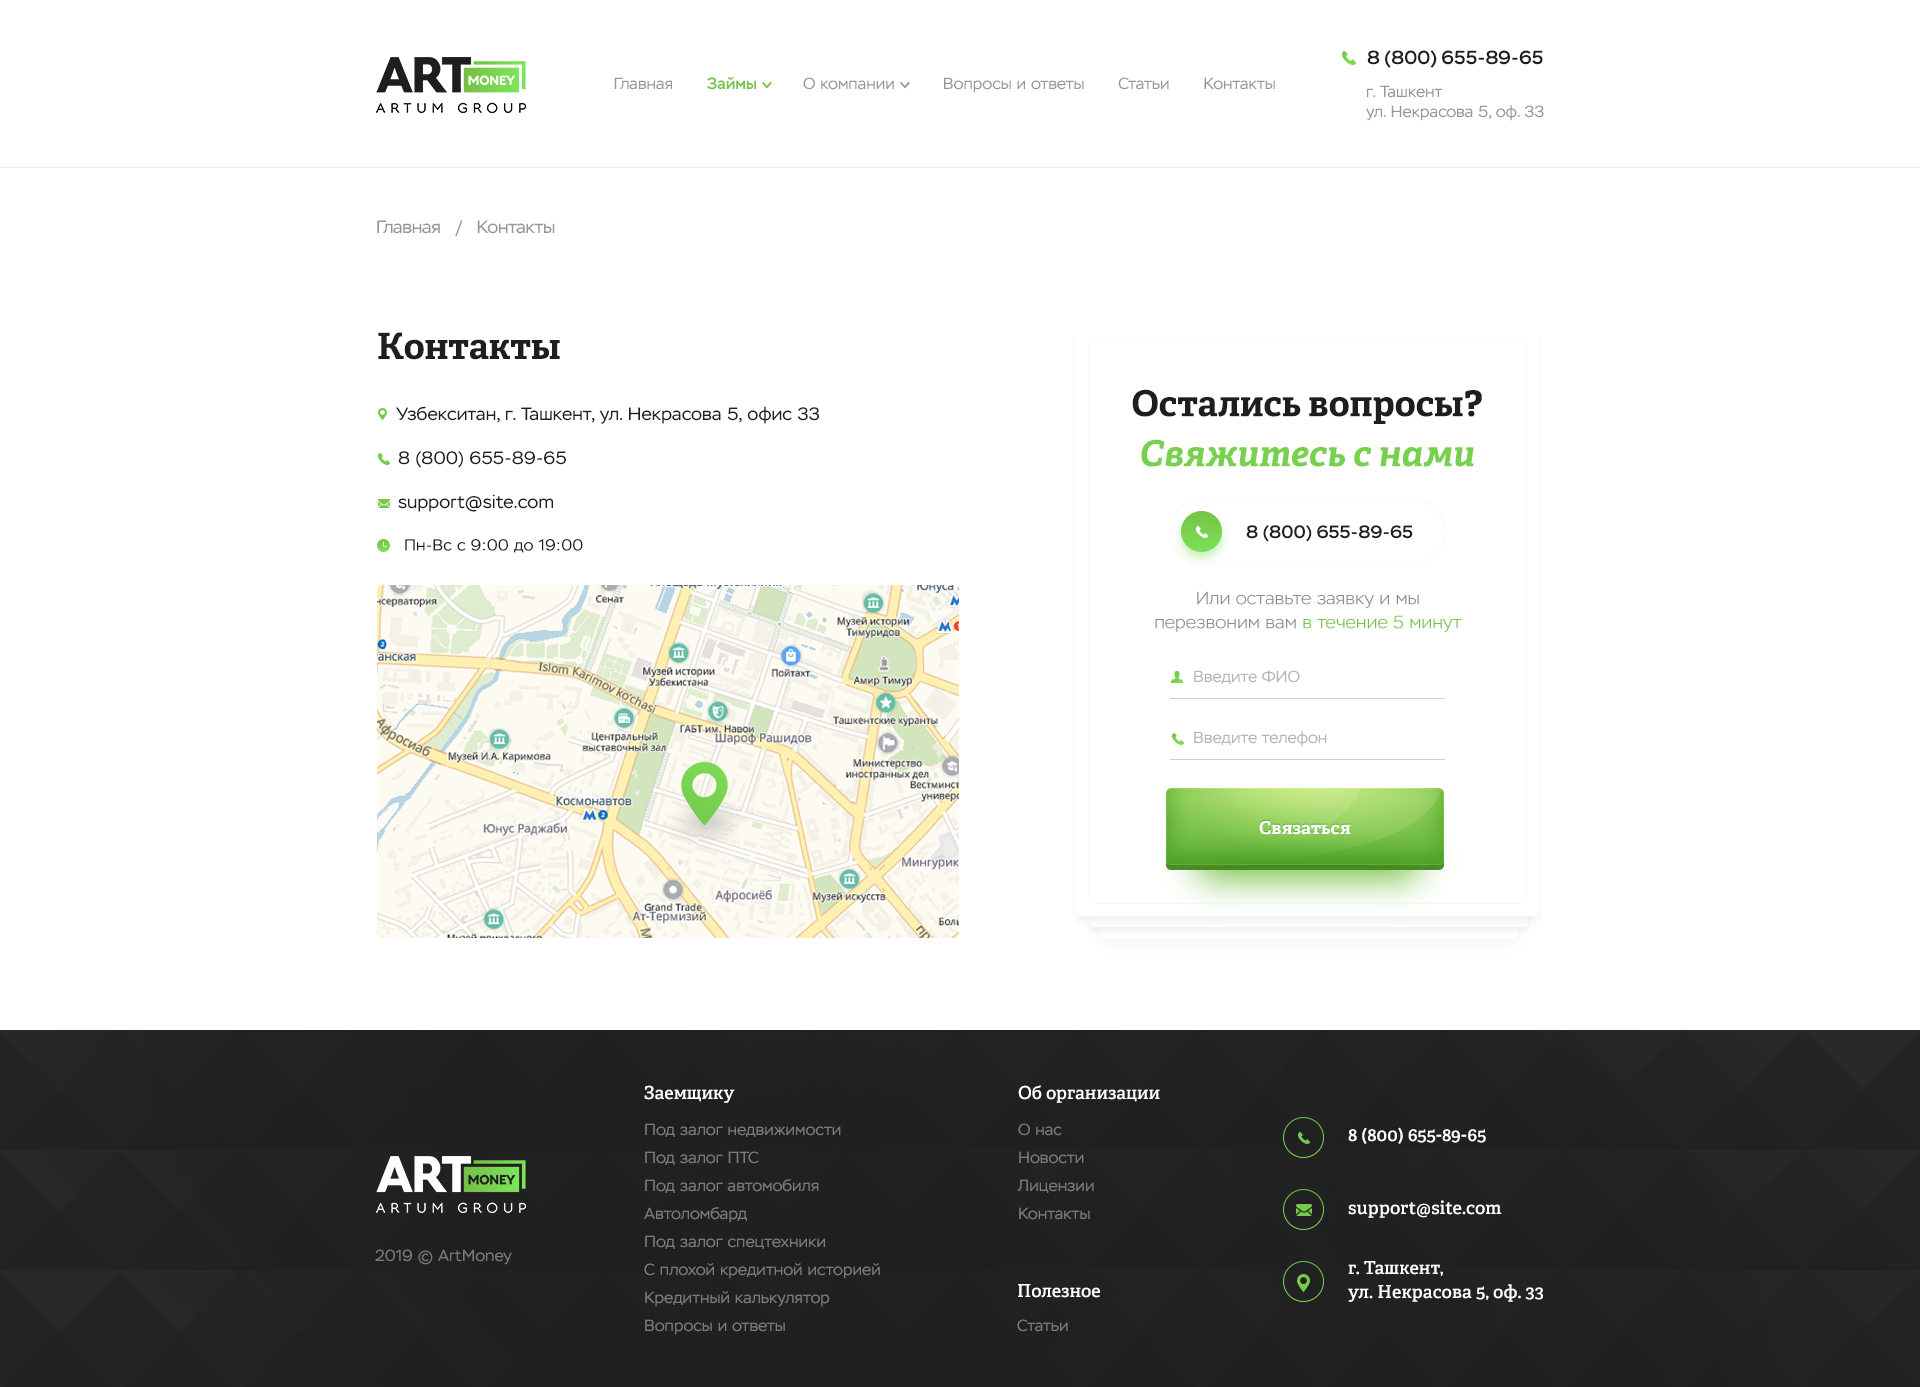 ART MONEY
ARTUM GROUP
Главная
Займы
О компании
Вопросы и ответы
Статьи
Контакты
8 (800) 655-89-65
г. Ташкент
ул. Некрасова 5, оф. 33
Главная / Контакты
Контакты
Узбекситан, г. Ташкент, ул. Некрасова 5, офис 33
8 (800) 655-89-65
support@site.com
Пн-Вс с 9:00 до 19:00
нсерватория
Сенат
Юнуса
Музей истории
Тимуридов
анская
Islom Karimov ko'chasi
Музей истории
Узбекистана
Пойтахт
Амир Тимур
Афросиаб
Ташкентские куранты
ГАБТ им. Навои
Шароф Рашидов
Центральный
выставочный зал
Музей И.А. Каримова
Министерство
иностранных дел
Вестминст
универс
Космонавтов
М 2
Юнус Раджаби
Мингурик
Афросиёб
Музей искусств
Grand Trade
Ат-Термизий
Боль
Остались вопросы?
Свяжитесь с нами
8 (800) 655-89-65
Или оставьте заявку и мы
перезвоним вам в течение 5 минут
Введите ФИО
Введите телефон
Связаться
ART MONEY
ARTUM GROUP
2019 © ArtMoney
Заемщику
Под залог недвижимости
Под залог ПТС
Под залог автомобиля
Автоломбард
Под залог спецтехники
С плохой кредитной историей
Кредитный калькулятор
Вопросы и ответы
Об организации
О нас
Новости
Лицензии
Контакты
Полезное
Статьи
8 (800) 655-89-65
support@site.com
г. Ташкент,
ул. Некрасова 5, оф. 33